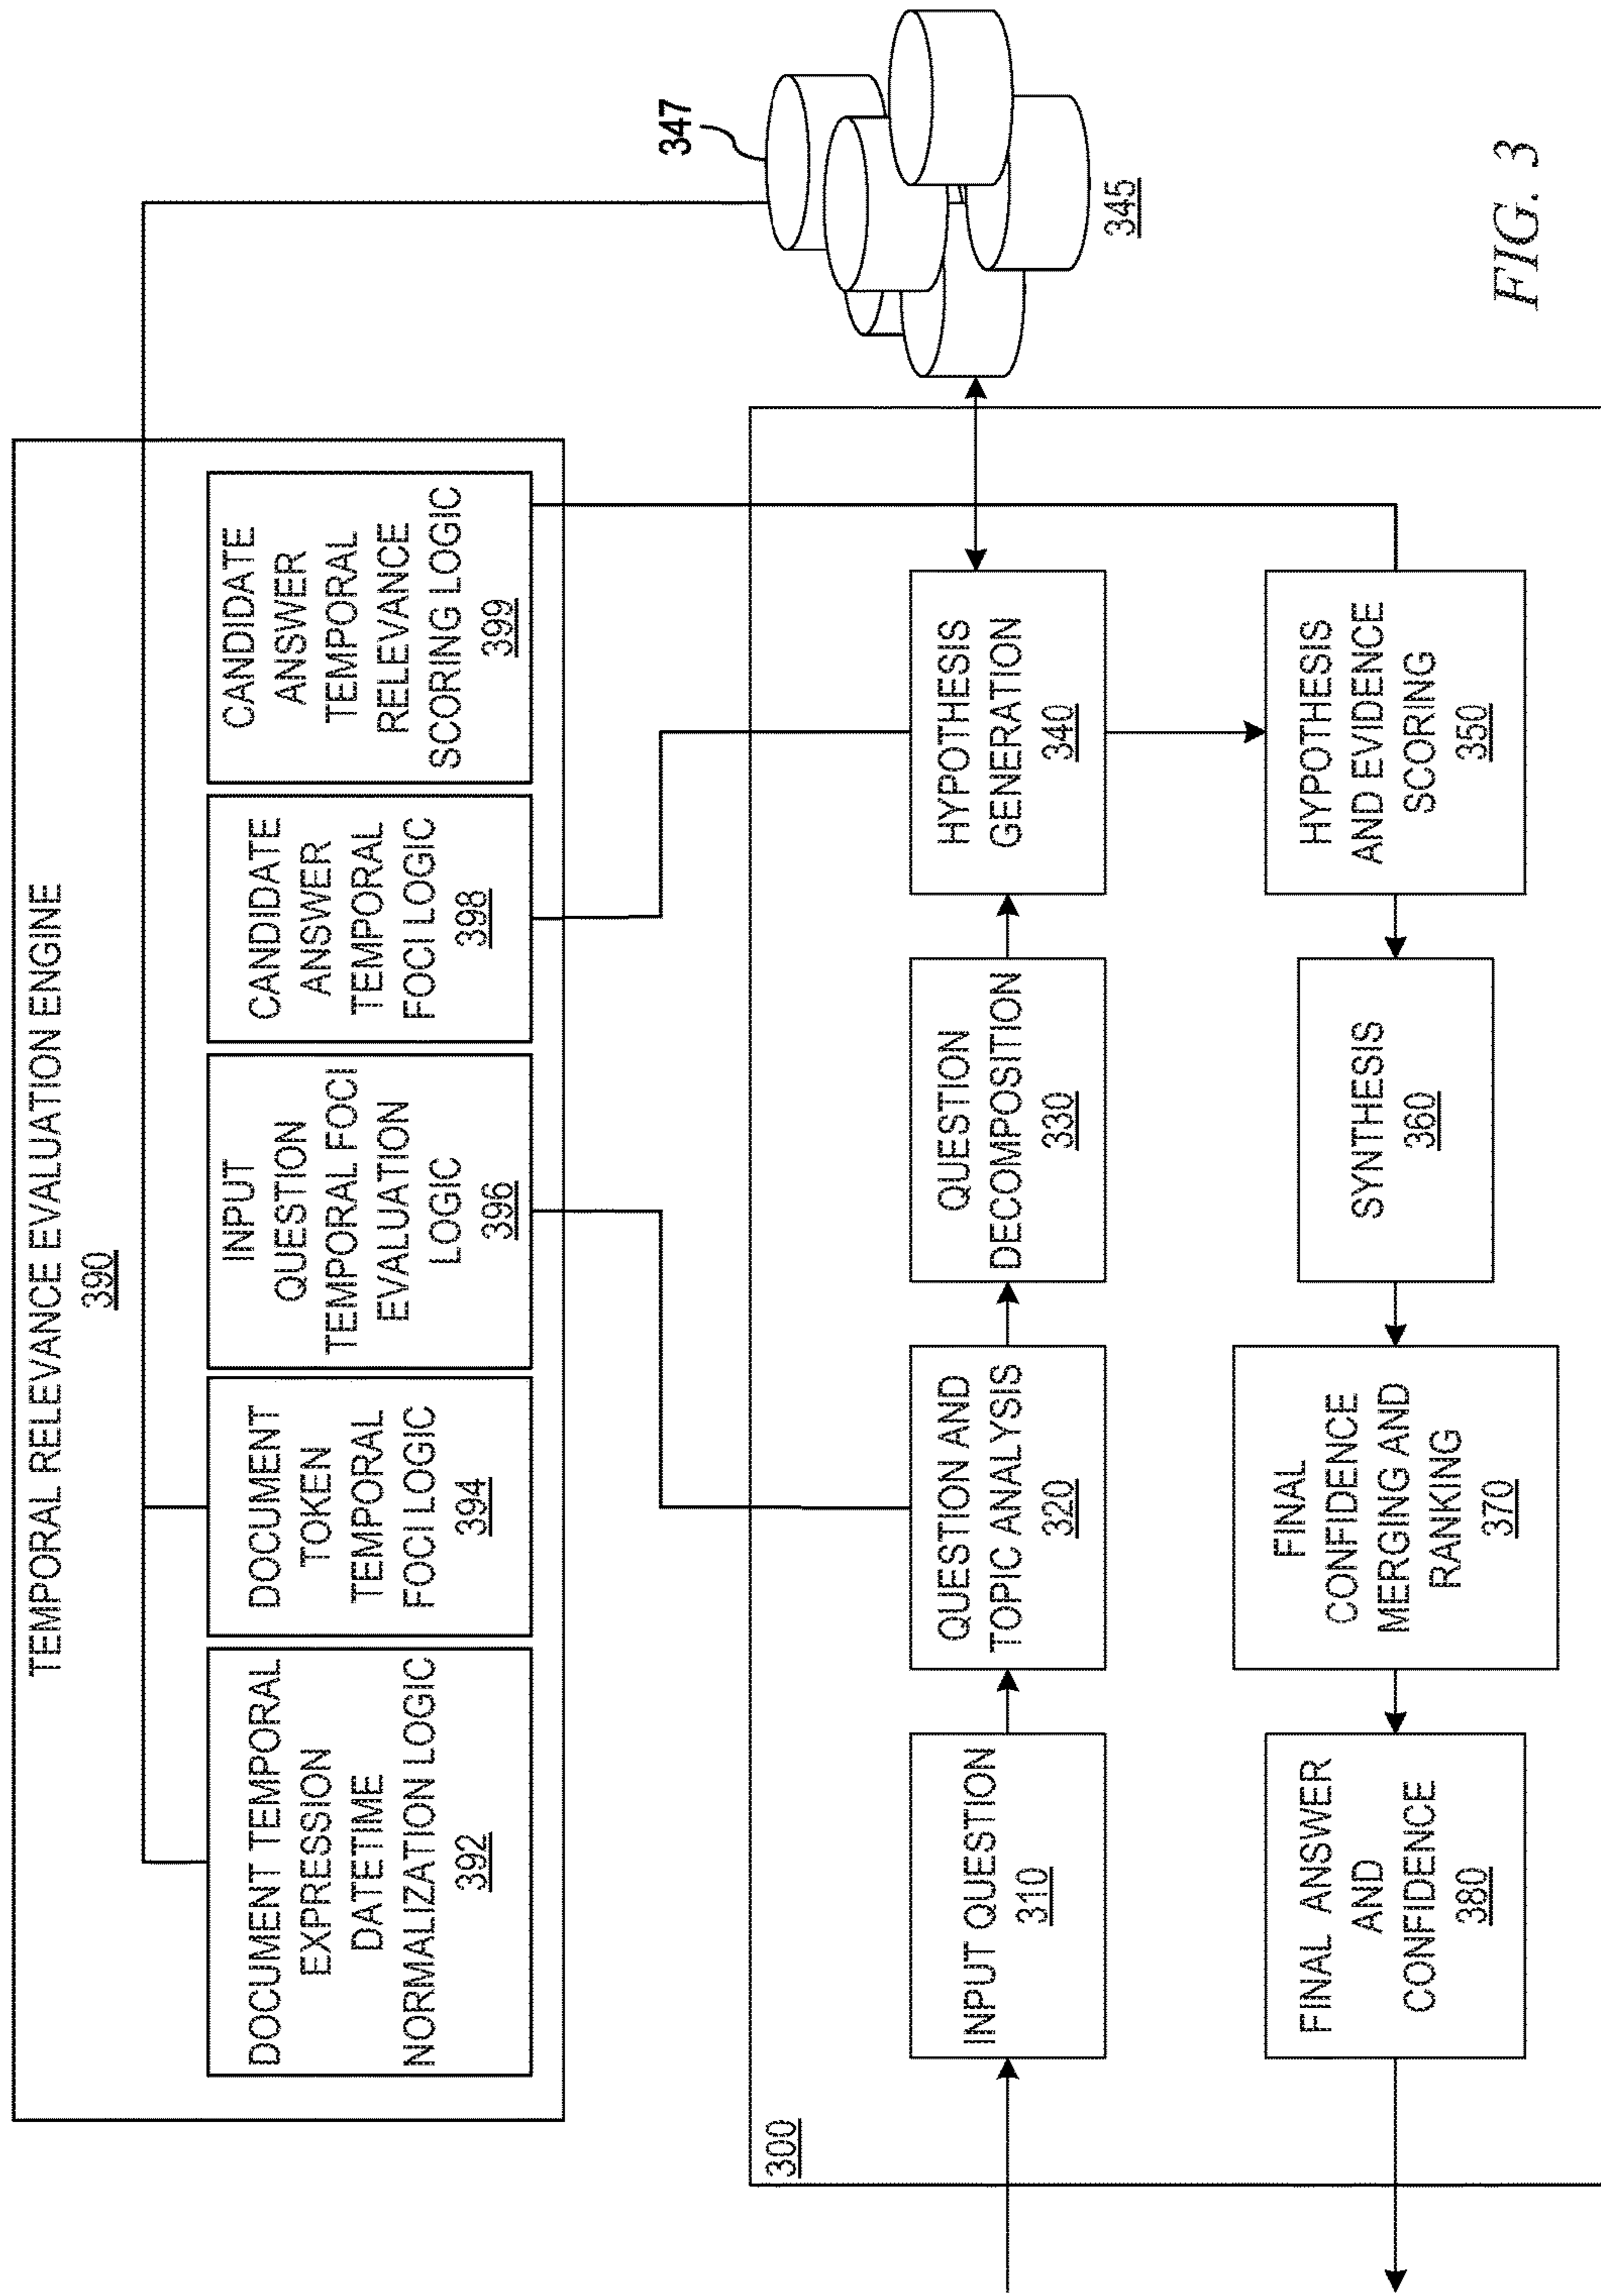 TEMPORAL RELEVANCE EVALUATION ENGINE
390
DOCUMENT TEMPORAL
EXPRESSION
DATETIME
NORMALIZATION LOGIC
392
DOCUMENT
TOKEN
TEMPORAL
FOCI LOGIC
394
INPUT
QUESTION
TEMPORAL FOCI
EVALUATION
LOGIC
396
CANDIDATE
ANSWER
TEMPORAL
FOCI LOGIC
398
CANDIDATE
ANSWER
TEMPORAL
RELEVANCE
SCORING LOGIC
399
347
300
INPUT QUESTION
310
QUESTION AND
TOPIC ANALYSIS
320
QUESTION
DECOMPOSITION
330
HYPOTHESIS
GENERATION
340
345
FINAL ANSWER
AND
CONFIDENCE
380
FINAL
CONFIDENCE
MERGING AND
RANKING
370
SYNTHESIS
360
HYPOTHESIS
AND EVIDENCE
SCORING
350
FIG. 3